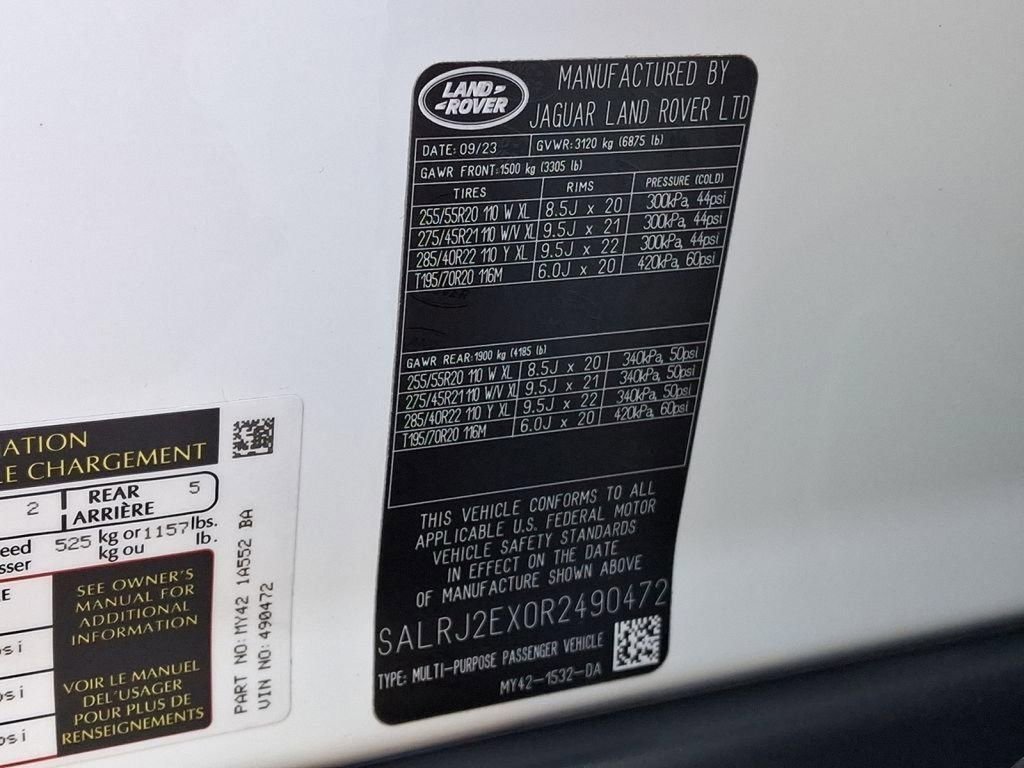 LAND-
-ROVER
MANUFACTURED BY
JAGUAR LAND ROVER LTD
DATE: 09/23 GVWR:3120 kg (6875 lb)
GAWR FRONT:1500 kg (3305 lb)
TIRES RIMS PRESSURE (COLD)
255/55R20 110 W XL 8.5J x 20 300kPa, 44psi
275/45R21 110 W/V XL 9.5J x 21 300kPa, 44psi
285/40R22 110 Y XL 9.5J x 22 300kPa, 44psi
T195/70R20 116M 6.0J x 20 420kPa, 60psi
GAWR REAR:1900 kg (4185 lb)
255/55R20 110 W XL 8.5J x 20 340kPa, 50psi
275/45R21 110 W/V XL 9.5J x 21 340kPa, 50psi
285/40R22 110 Y XL 9.5J x 22 340kPa, 50psi
T195/70R20 116M 6.0J x 20 420kPa, 60psi
THIS VEHICLE CONFORMS TO ALL
APPLICABLE U.S. FEDERAL MOTOR
VEHICLE SAFETY STANDARDS
IN EFFECT ON THE DATE
OF MANUFACTURE SHOWN ABOVE
SALRJ2EX0R2490472
TYPE: MULTI-PURPOSE PASSENGER VEHICLE
MY42-1532-DA
ATION
LE CHARGEMENT
2 REAR 5
ARRIÈRE
eed 525 kg or 1157 lbs.
sser kg ou lb.
E
SEE OWNER'S
MANUAL FOR
ADDITIONAL
INFORMATION
si
psi
psi
VOIR LE MANUEL
DEL'USAGER
POUR PLUS DE
RENSEIGNEMENTS
PART NO: MY42 1A552 BA
VIN NO: 490472